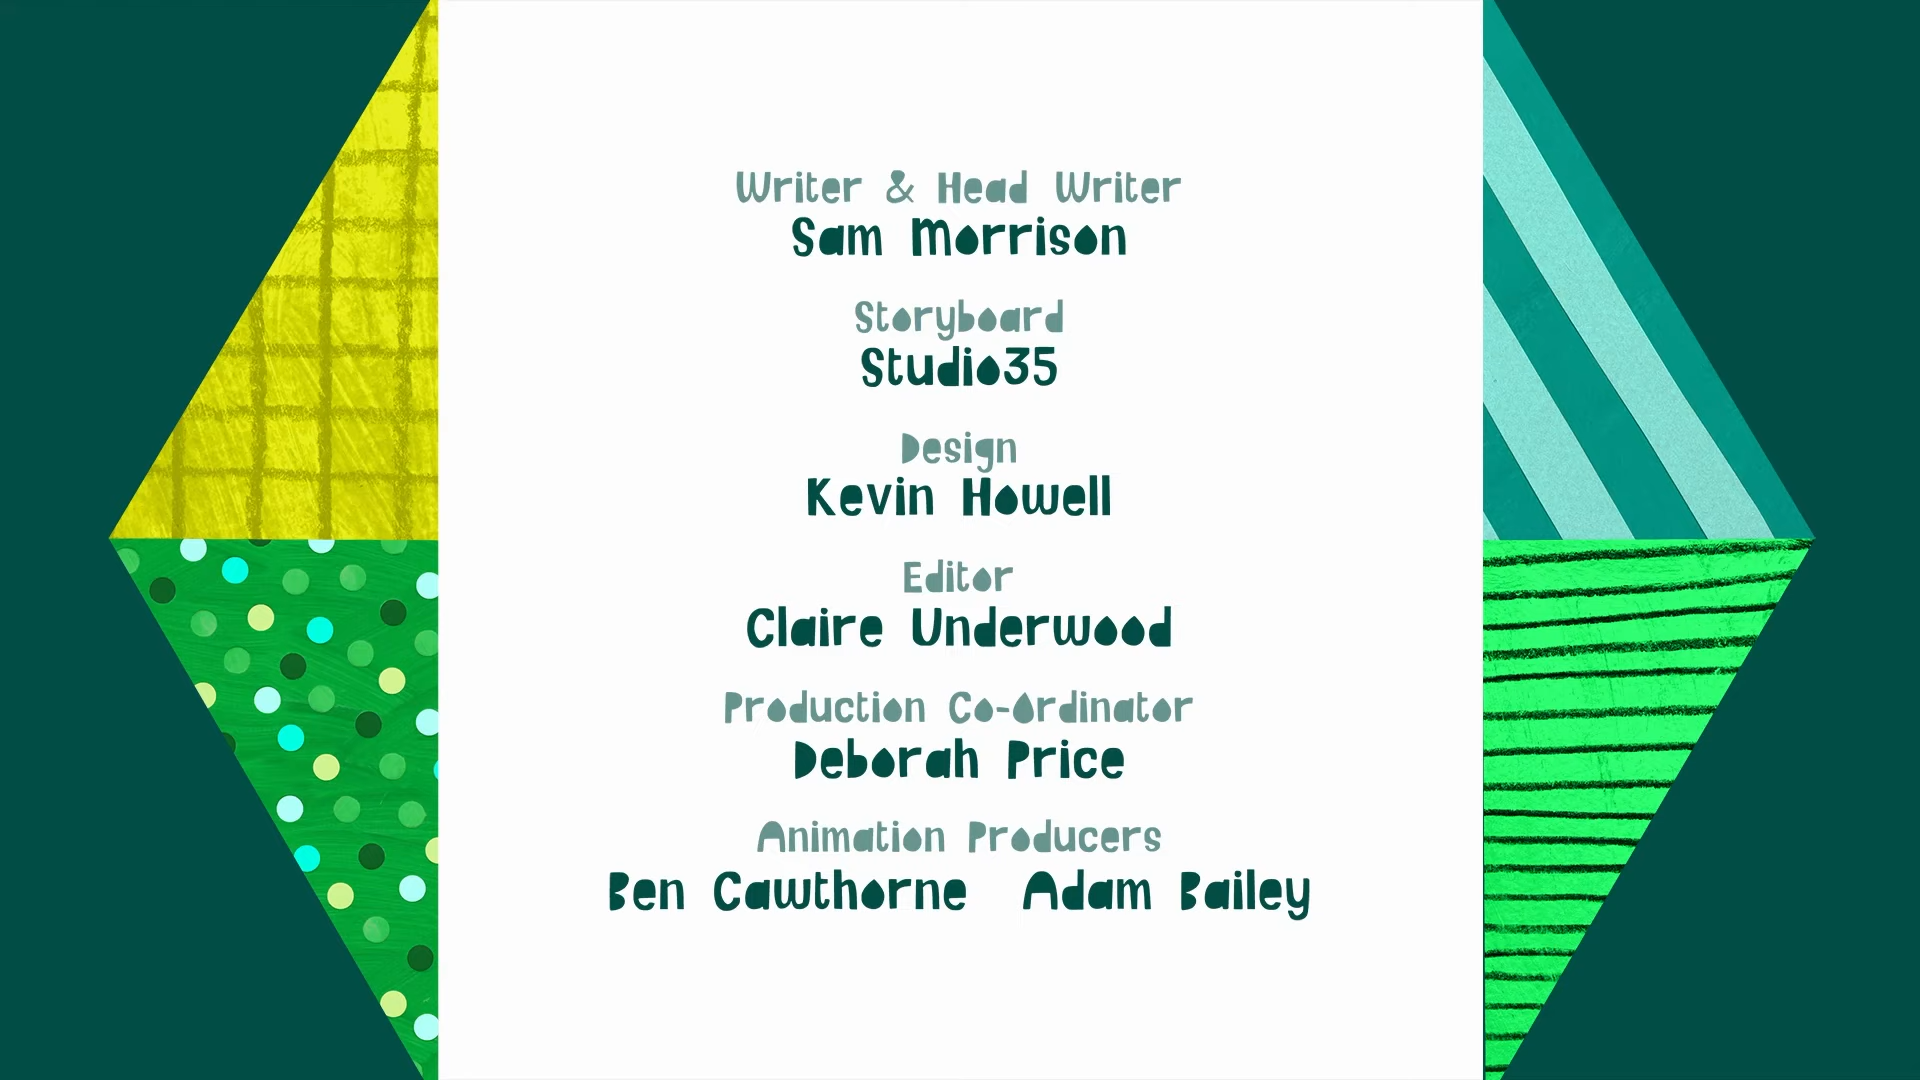 Writer & Head Writer
Sam Morrison
Storyboard
Studio35
Design
Kevin Howell
Editor
Claire Underwood
Production Co-Ordinator
Deborah Price
Animation Producers
Ben Cawthorne Adam Bailey